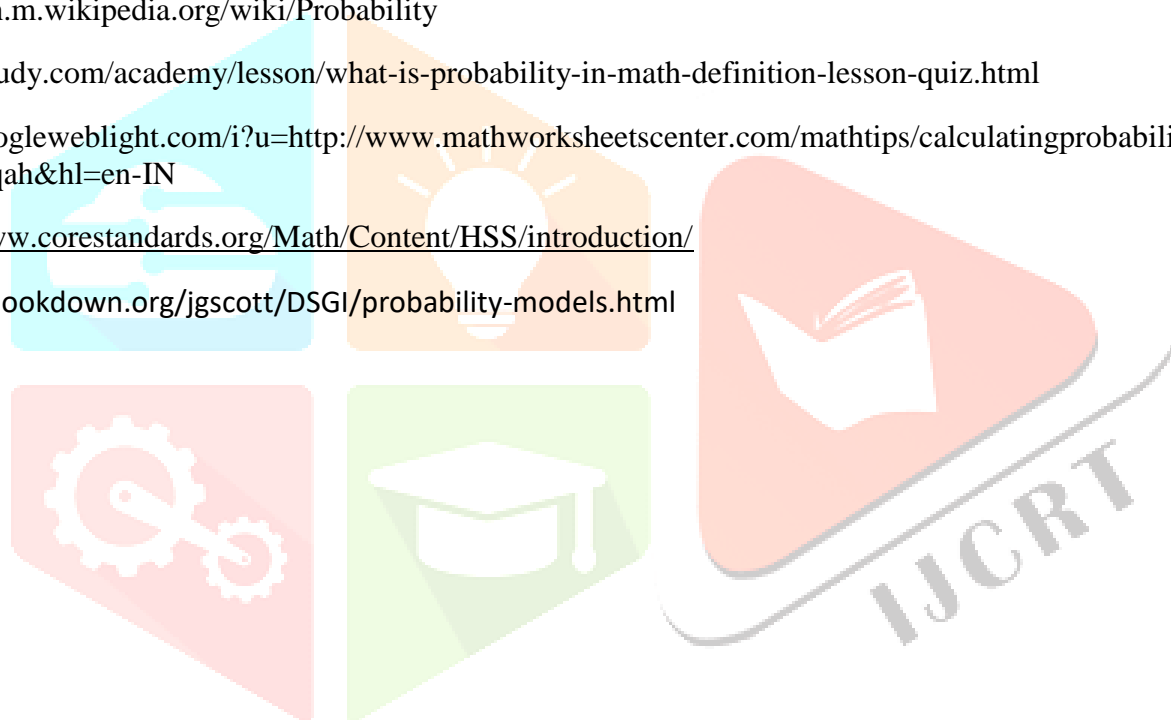 n.m.wikipedia.org/wiki/Probability
udy.com/academy/lesson/what-is-probability-in-math-definition-lesson-quiz.html
ogleweblight.com/i?u=http://www.mathworksheetscenter.com/mathtips/calculatingprobabili
qah&hl=en-IN
ww.corestandards.org/Math/Content/HSS/introduction/
ookdown.org/jgscott/DSGI/probability-models.html
IJCRT